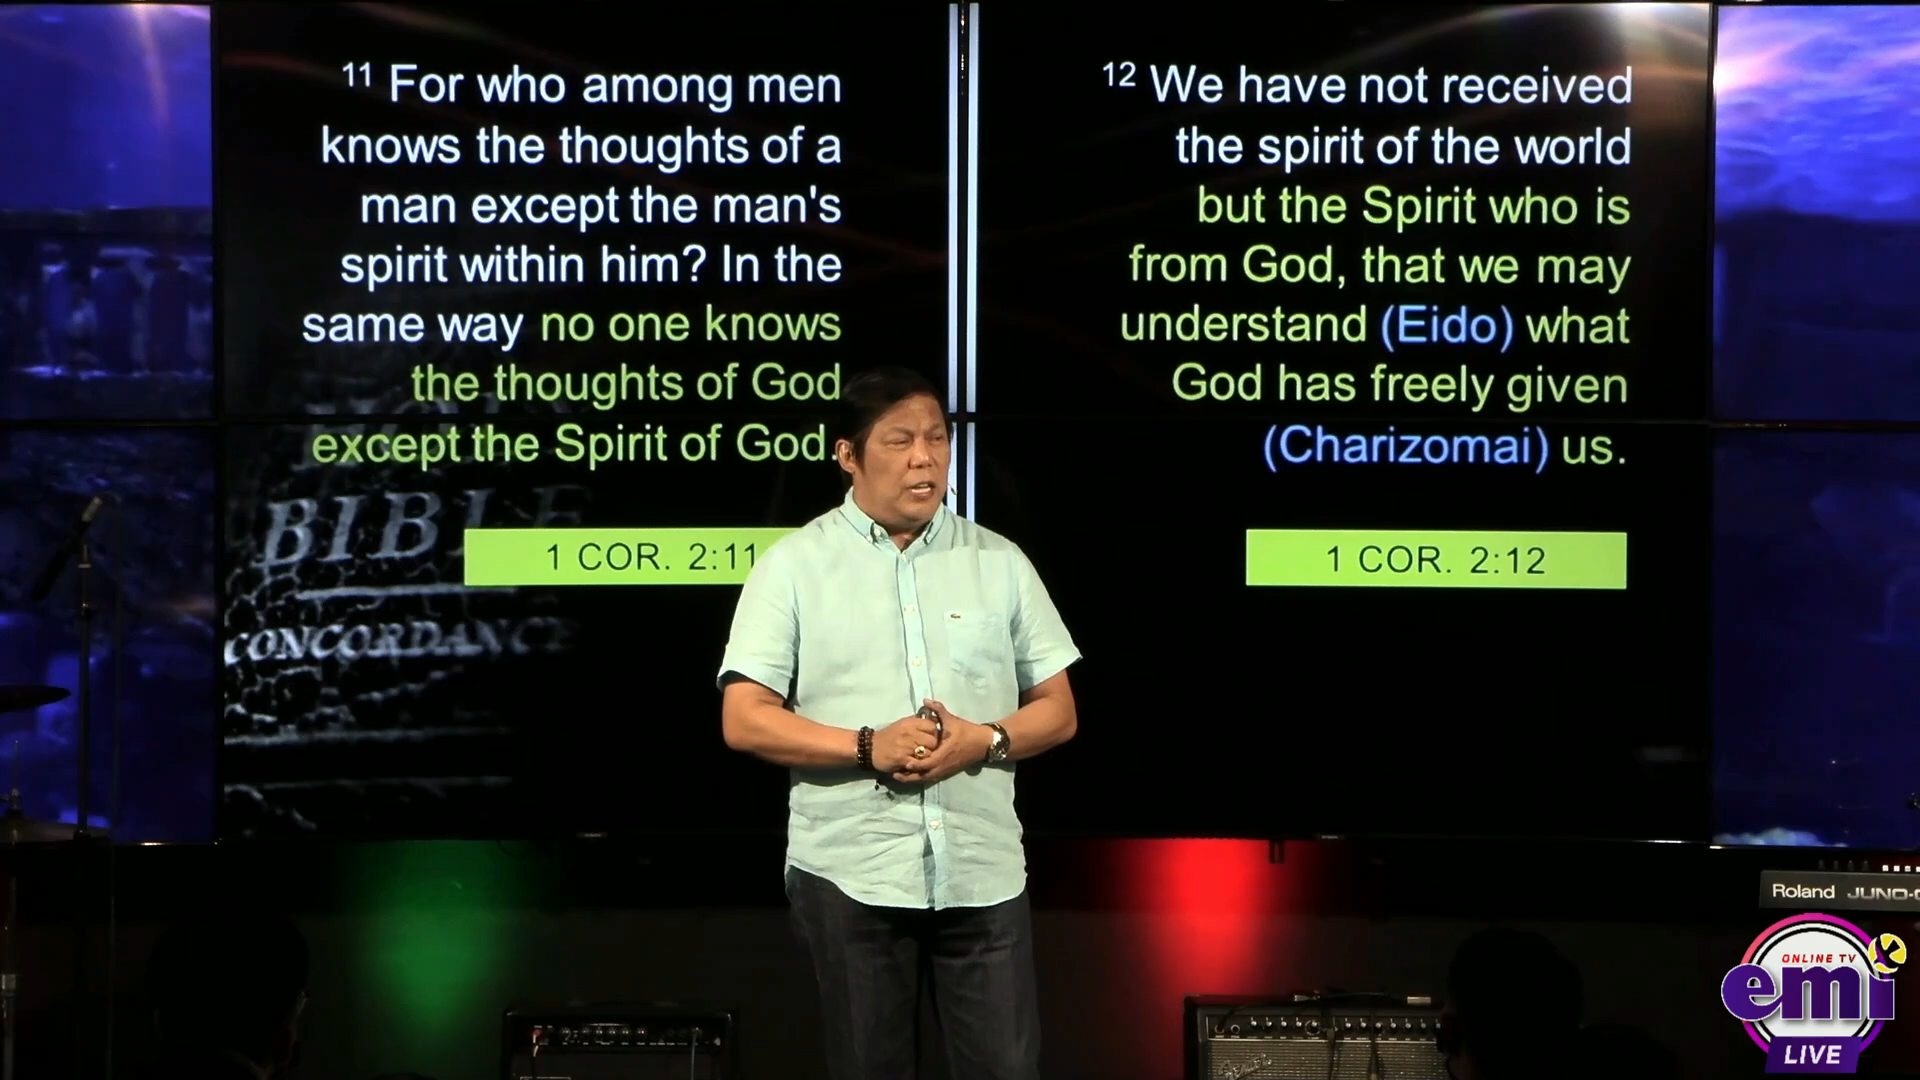 11 For who among men
knows the thoughts of a
man except the man's
spirit within him? In the
same way no one knows
the thoughts of God
except the Spirit of God.
1 COR. 2:11
12 We have not received
the spirit of the world
but the Spirit who is
from God, that we may
understand (Eido) what
God has freely given
(Charizomai) us.
1 COR. 2:12
BIBLE
CONCORDANCE
Roland JUNO-
ONLINE TV
emi
LIVE
Fender